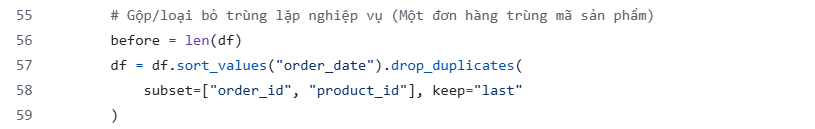 55 # Gộp/loại bỏ trùng lặp nghiệp vụ (Một đơn hàng trùng mã sản phẩm)
56 before = len(df)
57 df = df.sort_values("order_date").drop_duplicates(
58 subset=["order_id", "product_id"], keep="last"
59 )